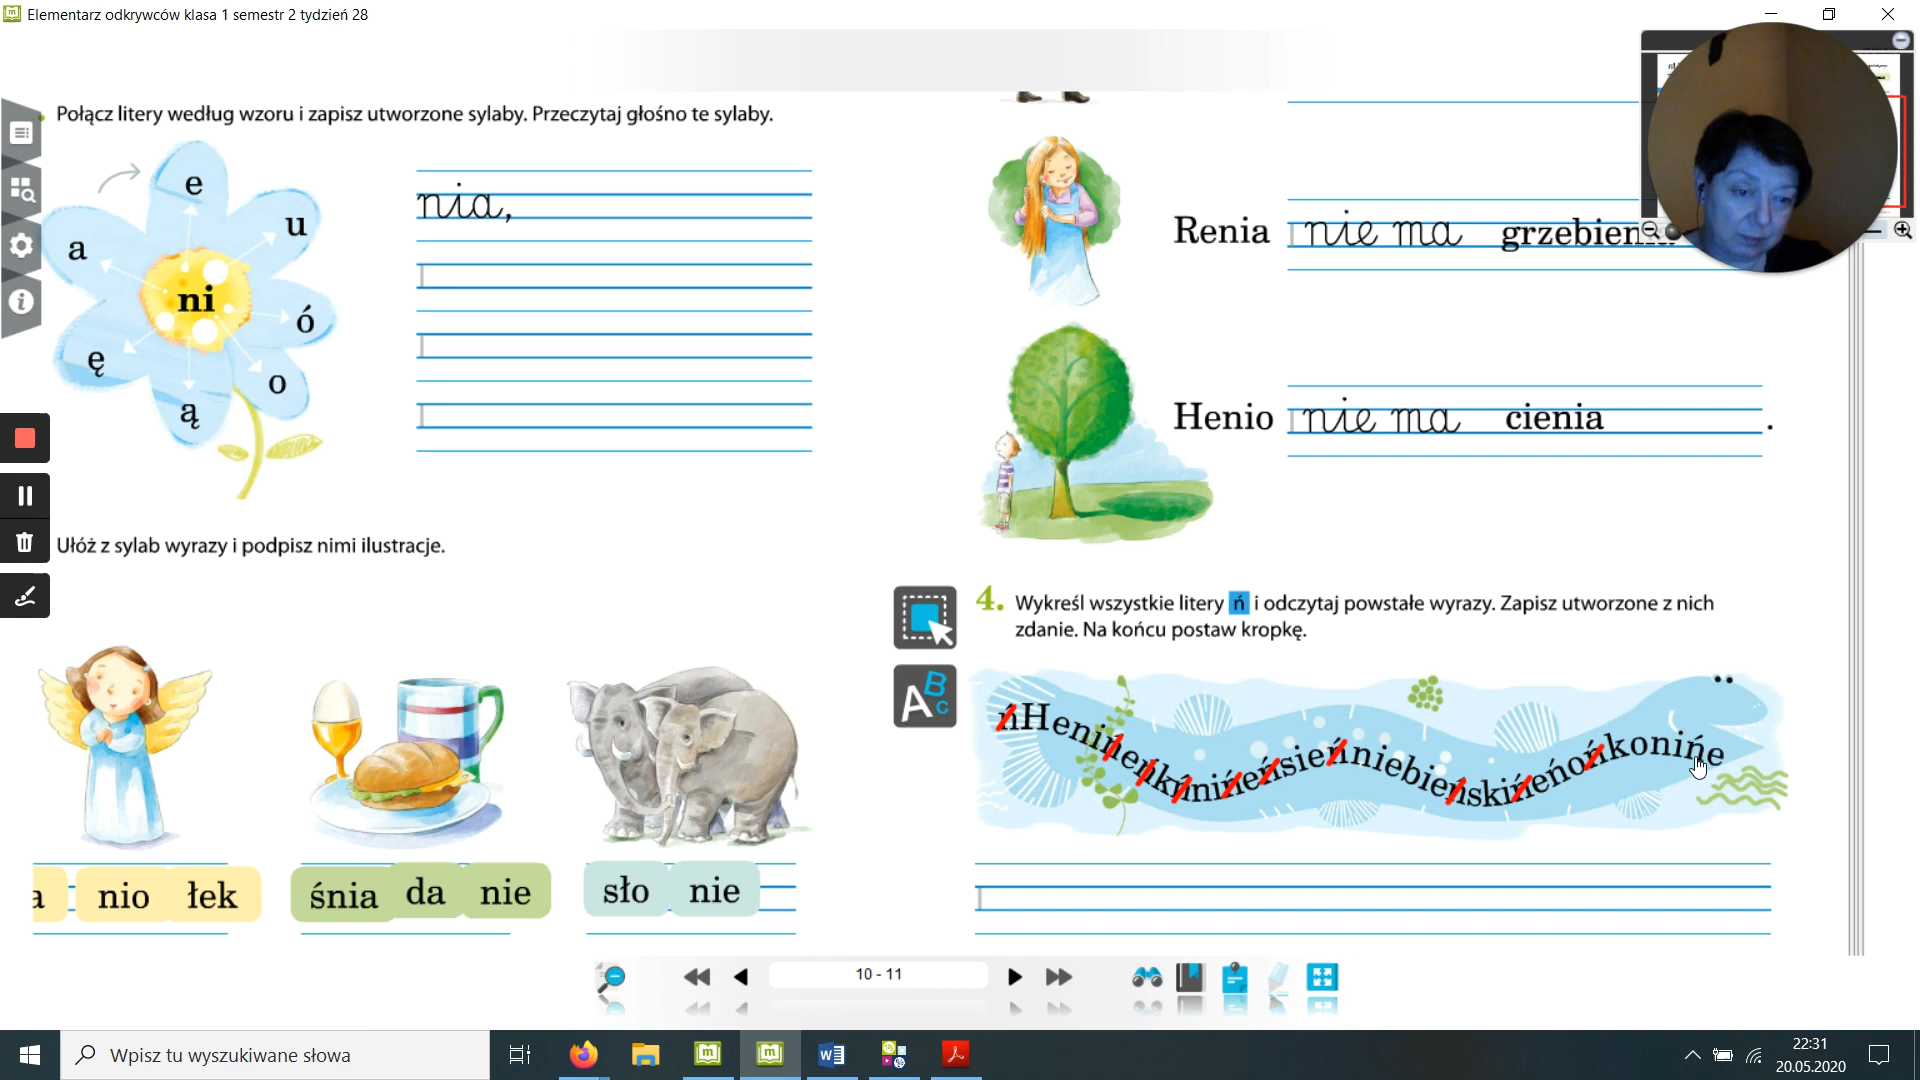 Elementarz odkrywców klasa 1 semestr 2 tydzień 28
Połącz litery według wzoru i zapisz utworzone sylaby. Przeczytaj głośno te sylaby.
e
u
a
ni
ó
ę
o
ą
nia,
Ułóż z sylab wyrazy i podpisz nimi ilustracje.
a nio łek
śnia da nie
sło nie
Renia nie ma
Henio nie ma cienia .
4. Wykreśl wszystkie litery ń i odczytaj powstałe wyrazy. Zapisz utworzone z nich
zdanie. Na końcu postaw kropkę.
ńHenińeńkńnińeńsieńniebieńskińeńońkonińe
ABc
10 - 11
Wpisz tu wyszukiwane słowa
22:31
20.05.2020